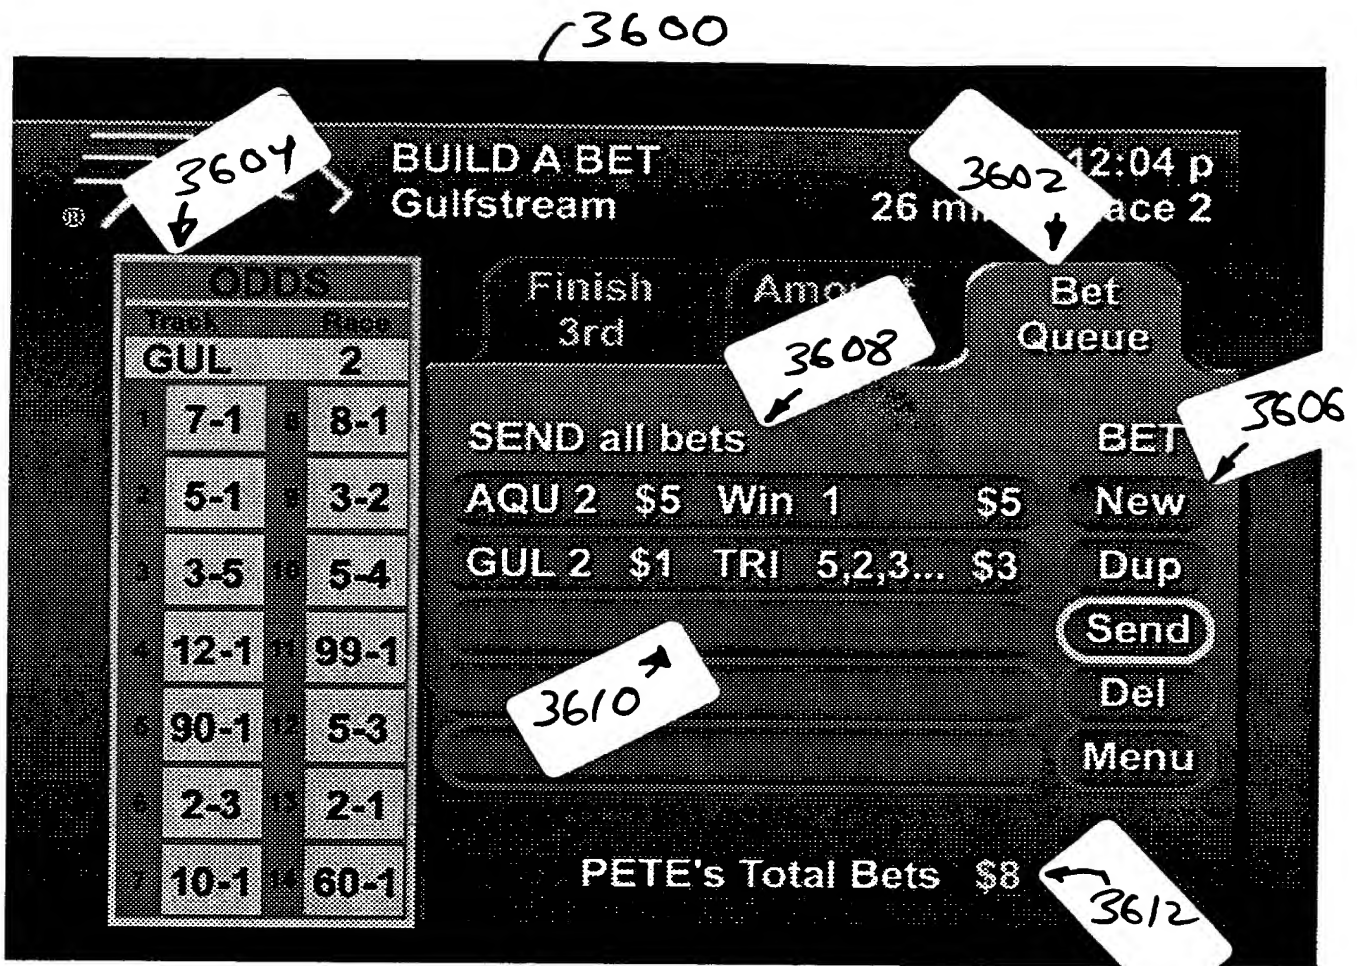 3600
3604
BUILD A BET
Gulfstream
3602
12:04 p
26 mi ace 2
®
ODDS
Track Race
GUL 2
1 7-1 8 8-1
2 5-1 9 3-2
3 3-5 10 5-4
4 12-1 11 99-1
5 90-1 12 5-3
6 2-3 13 2-1
7 10-1 14 60-1
Finish
3rd
Bet
Queue
3608
3606
SEND all bets
AQU 2 $5 Win 1 $5
GUL 2 $1 TRI 5,2,3... $3
3610
BET
New
Dup
Send
Del
Menu
PETE's Total Bets $8
3612